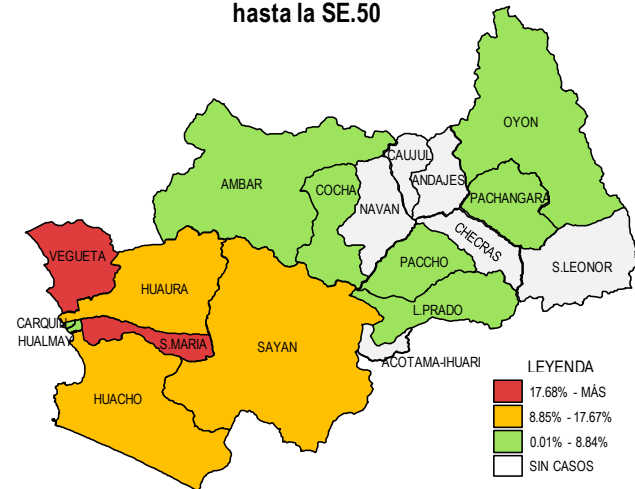 hasta la SE.50
OYON
CAUJUL
ANDAJES
AMBAR
COCHA
PACHANGARA
NAVAN
CHECRAS
VEGUETA
PACCHO
S.LEONOR
HUAURA
L.PRADO
CARQUIN
HUALMAY
S.MARIA
SAYAN
ACOTAMA-IHUARI
HUACHO
LEYENDA
17.68% - MÁS
8.85% - 17.67%
0.01% - 8.84%
SIN CASOS